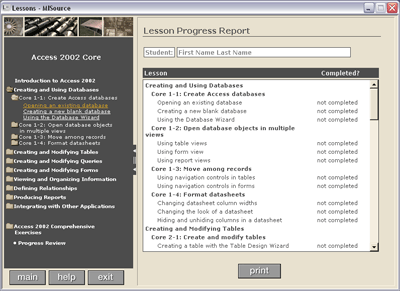 Lessons - MISource
Access 2002 Core
Introduction to Access 2002
Creating and Using Databases
Core 1-1: Create Access databases
Opening an existing database
Creating a new blank database
Using the Database Wizard
Core 1-2: Open database objects
in multiple views
Core 1-3: Move among records
Core 1-4: Format datasheets
Creating and Modifying Tables
Creating and Modifying Queries
Creating and Modifying Forms
Viewing and Organizing Information
Defining Relationships
Producing Reports
Integrating with Other Applications
Access 2002 Comprehensive
Exercises
Progress Review
main help exit
Lesson Progress Report
Student: First Name Last Name
Lesson Completed?
Creating and Using Databases
Core 1-1: Create Access databases
Opening an existing database not completed
Creating a new blank database not completed
Using the Database Wizard not completed
Core 1-2: Open database objects in multiple
views
Using table views not completed
Using form view not completed
Using report views not completed
Core 1-3: Move among records
Using navigation controls in tables not completed
Using navigation controls in forms not completed
Core 1-4: Format datasheets
Changing datasheet column widths not completed
Changing the look of a datasheet not completed
Hiding and unhiding columns in a datasheet not completed
Creating and Modifying Tables
Core 2-1: Create and modify tables
Creating a table with the Table Design Wizard not completed
print